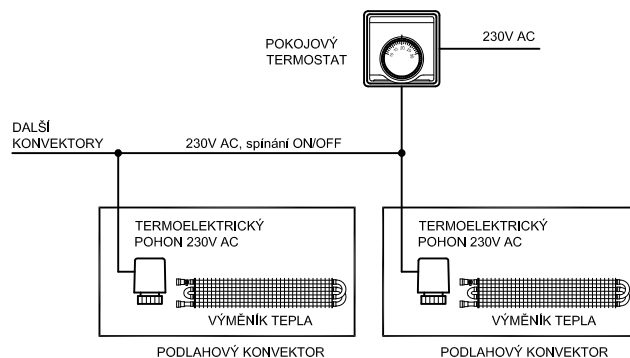 POKOJOVÝ
TERMOSTAT
230V AC
DALŠÍ
KONVEKTORY
230V AC, spínání ON/OFF
TERMOELEKTRICKÝ
POHON 230V AC
VÝMĚNÍK TEPLA
PODLAHOVÝ KONVEKTOR
TERMOELEKTRICKÝ
POHON 230V AC
VÝMĚNÍK TEPLA
PODLAHOVÝ KONVEKTOR